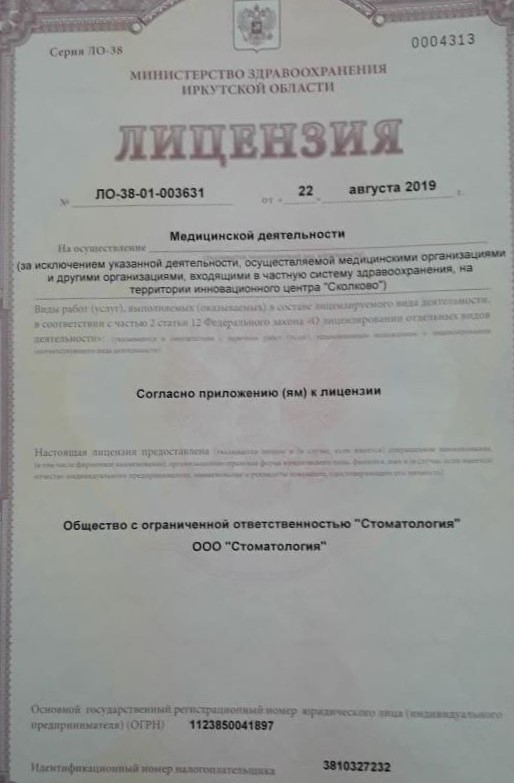 Серия ЛО-38
0004313
МИНИСТЕРСТВО ЗДРАВООХРАНЕНИЯ
ИРКУТСКОЙ ОБЛАСТИ
ЛИЦЕНЗИЯ
№ ЛО-38-01-003631 от « 22 » августа 2019 г.
На осуществление Медицинской деятельности
(за исключением указанной деятельности, осуществляемой медицинскими организациями
и другими организациями, входящими в частную систему здравоохранения, на
территории инновационного центра "Сколково")
Виды работ (услуг), выполняемых (оказываемых) в составе лицензируемого вида деятельности,
в соответствии с частью 2 статьи 12 Федерального закона «О лицензировании отдельных видов
деятельности»:
Согласно приложению (ям) к лицензии
Настоящая лицензия предоставлена
Общество с ограниченной ответственностью "Стоматология"
ООО "Стоматология"
Основной государственный регистрационный номер юридического лица (индивидуального
предпринимателя) (ОГРН) 1123850041897
Идентификационный номер налогоплательщика 3810327232